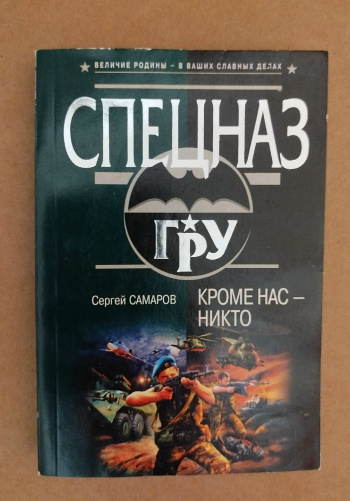 ВЕЛИЧИЕ РОДИНЫ – В ВАШИХ СЛАВНЫХ ДЕЛАХ
СПЕЦНАЗ
ГРУ
Сергей САМАРОВ
КРОМЕ НАС –
НИКТО